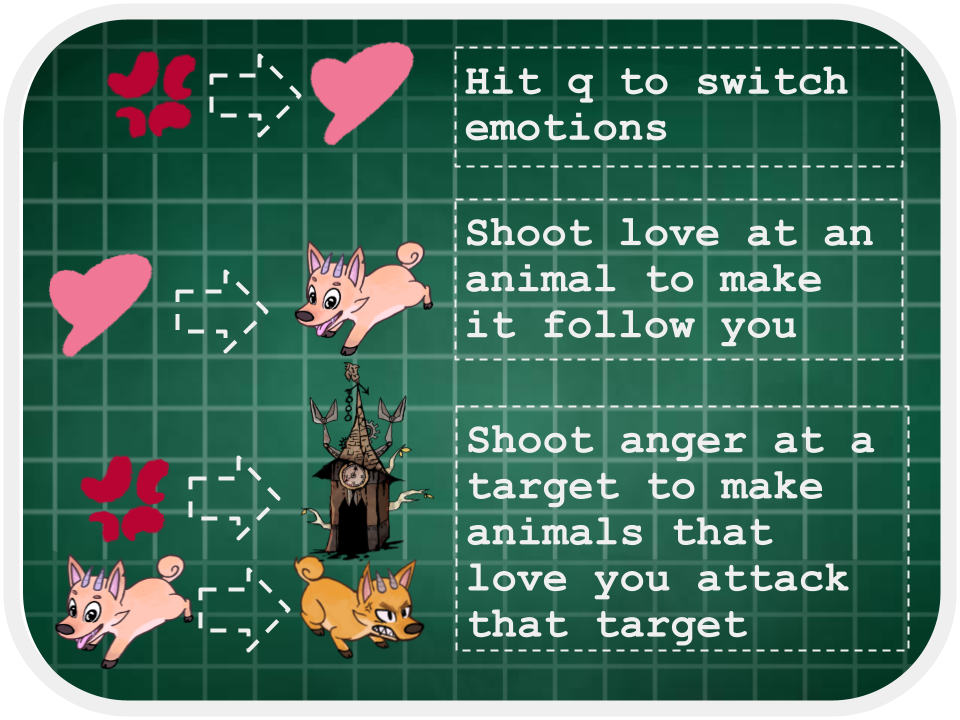 Hit q to switch
emotions
Shoot love at an
animal to make
it follow you
Shoot anger at a
target to make
animals that
love you attack
that target